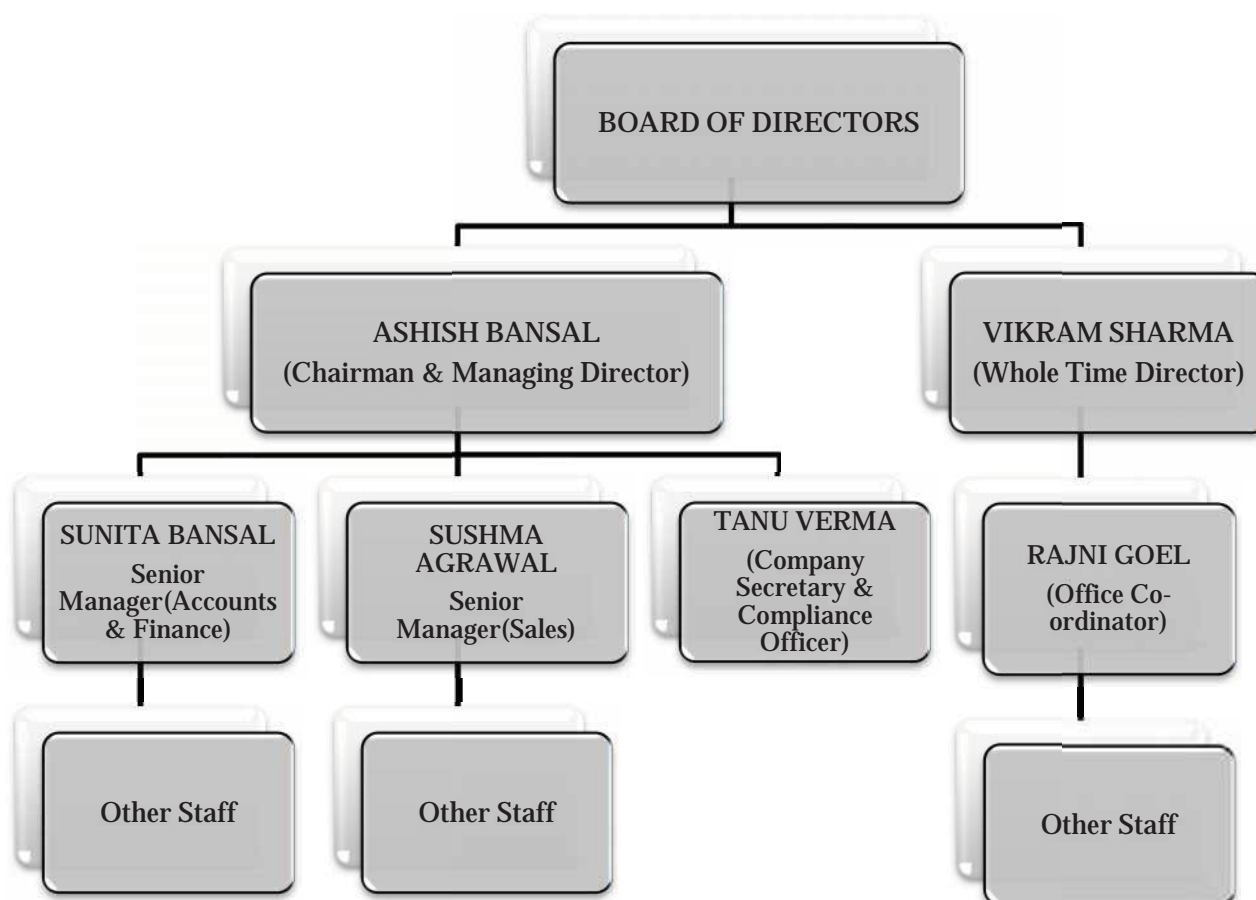 BOARD OF DIRECTORS
ASHISH BANSAL
(Chairman & Managing Director)
VIKRAM SHARMA
(Whole Time Director)
SUNITA BANSAL
Senior
Manager(Accounts
& Finance)
SUSHMA
AGRAWAL
Senior
Manager(Sales)
TANU VERMA
(Company
Secretary &
Compliance
Officer)
RAJNI GOEL
(Office Co-
ordinator)
Other Staff
Other Staff
Other Staff